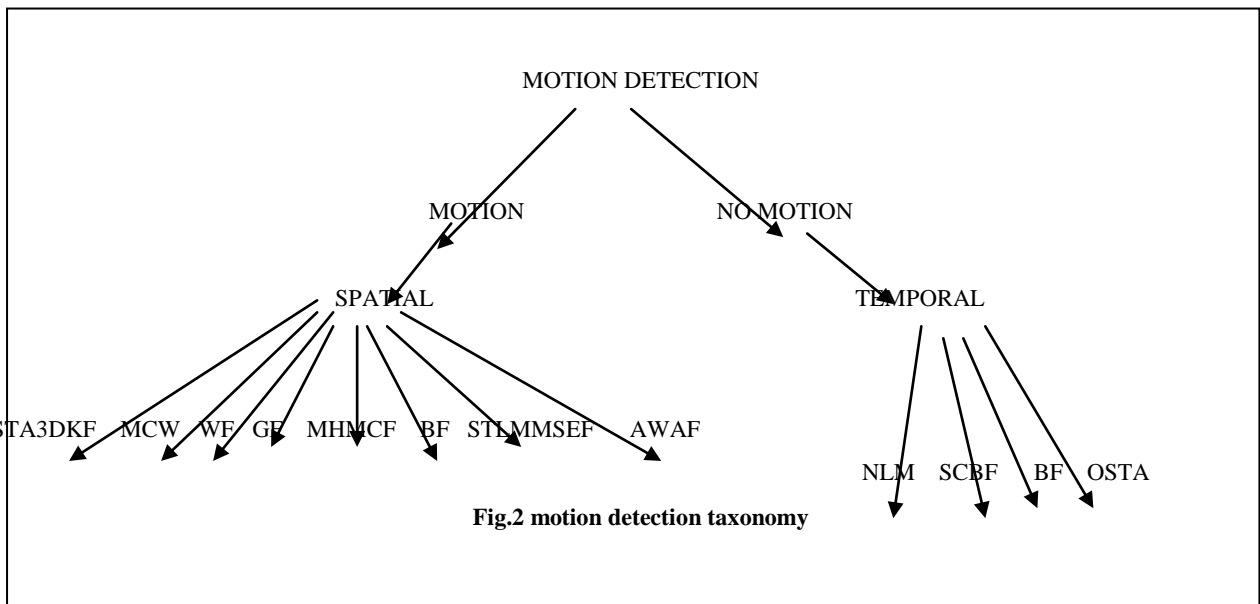 MOTION DETECTION
MOTION NO MOTION
SPATIAL TEMPORAL
STA3DKF MCW WF GF MHMCF BF STLMMSEF AWAF
NLM SCBF BF OSTA
Fig.2 motion detection taxonomy